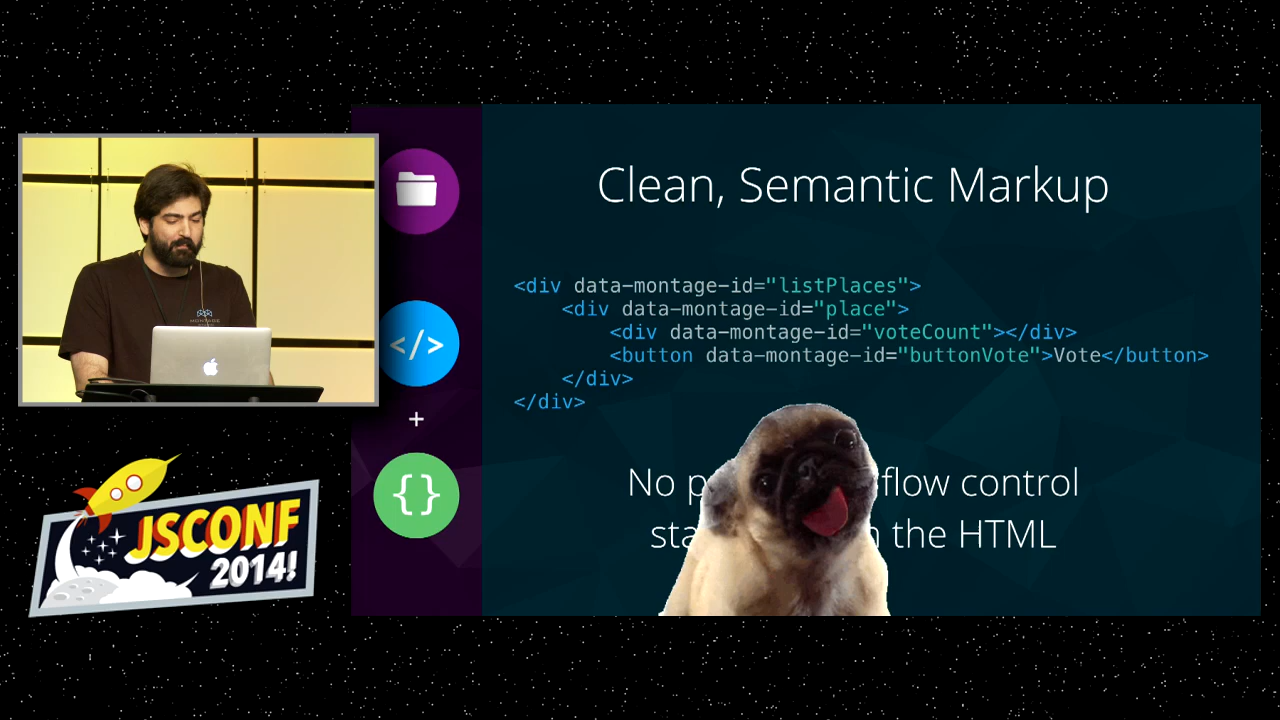 Clean, Semantic Markup
<div data-montage-id="listPlaces">
<div data-montage-id="place">
<div data-montage-id="voteCount"></div>
<button data-montage-id="buttonVote">Vote</button>
</div>
</div>
No flow control
the HTML
</>
+
{}
JSCONF
2014!